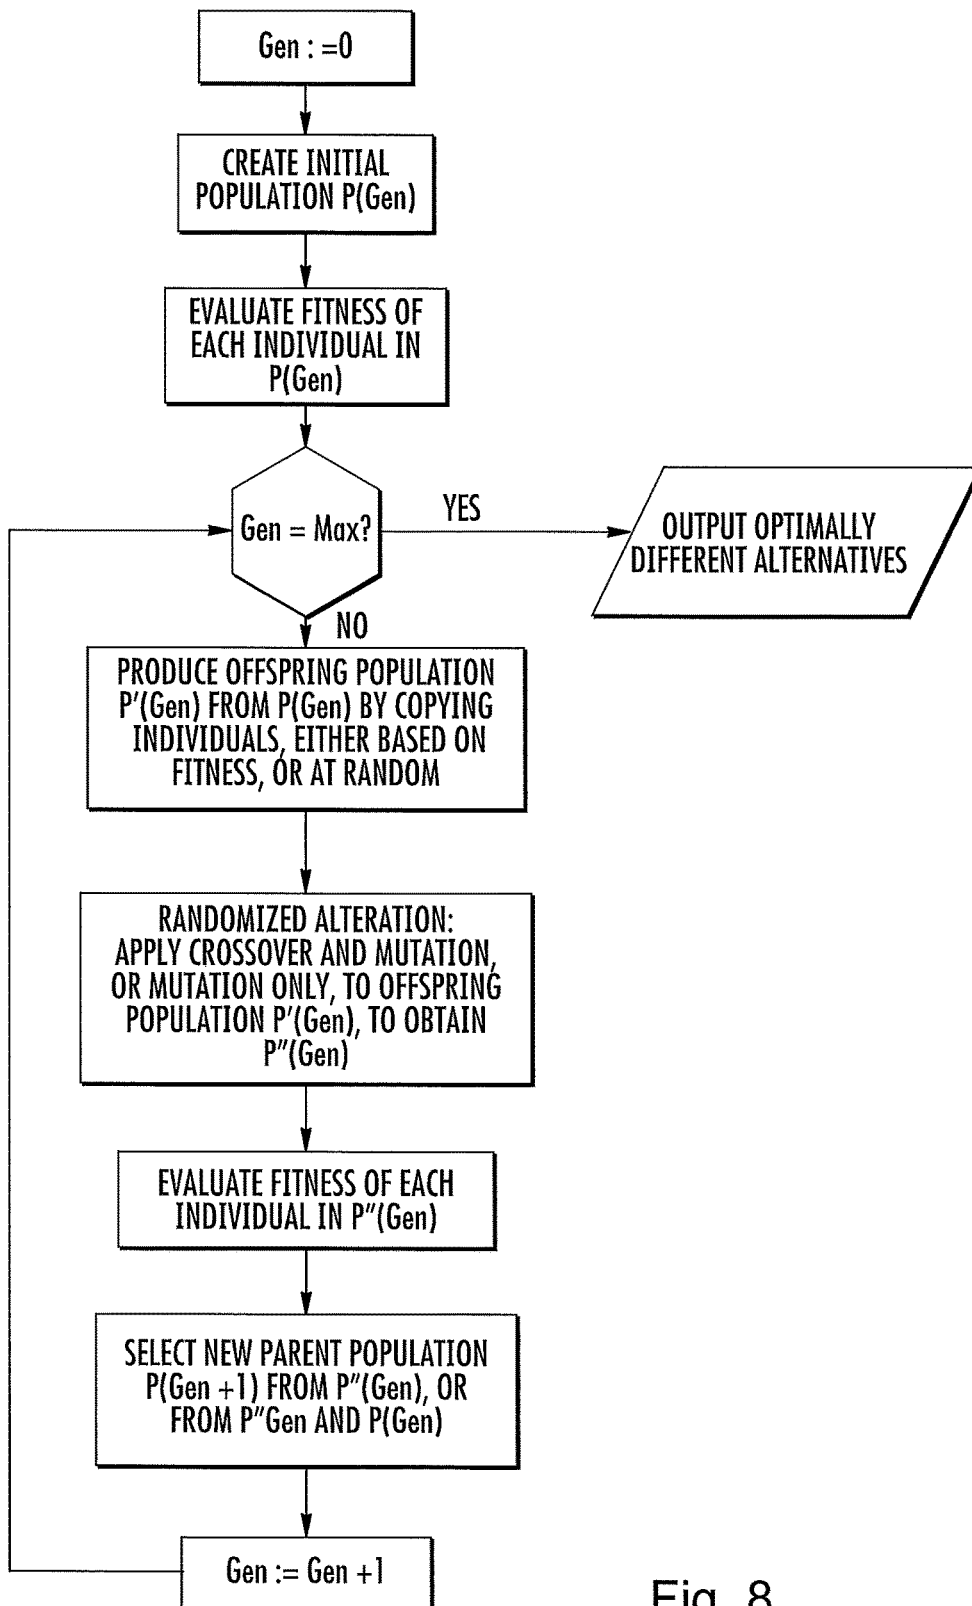 Gen : =0
CREATE INITIAL
POPULATION P(Gen)
EVALUATE FITNESS OF
EACH INDIVIDUAL IN
P(Gen)
Gen = Max?
YES
OUTPUT OPTIMALLY
DIFFERENT ALTERNATIVES
NO
PRODUCE OFFSPRING POPULATION
P'(Gen) FROM P(Gen) BY COPYING
INDIVIDUALS, EITHER BASED ON
FITNESS, OR AT RANDOM
RANDOMIZED ALTERATION:
APPLY CROSSOVER AND MUTATION,
OR MUTATION ONLY, TO OFFSPRING
POPULATION P'(Gen), TO OBTAIN
P"(Gen)
EVALUATE FITNESS OF EACH
INDIVIDUAL IN P"(Gen)
SELECT NEW PARENT POPULATION
P(Gen +1) FROM P"(Gen), OR
FROM P"Gen AND P(Gen)
Gen := Gen +1
Fig. 8